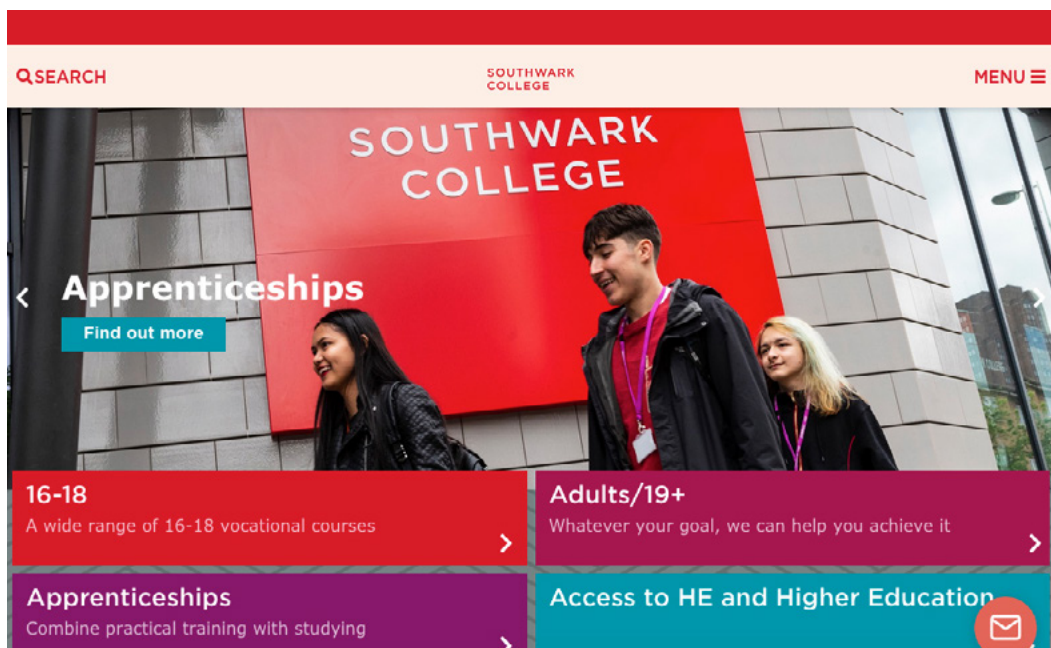 SEARCH
SOUTHWARK
COLLEGE
MENU
SOUTHWARK
COLLEGE
Apprenticeships
Find out more
16-18
A wide range of 16-18 vocational courses
Adults/19+
Whatever your goal, we can help you achieve it
Apprenticeships
Combine practical training with studying
Access to HE and Higher Education